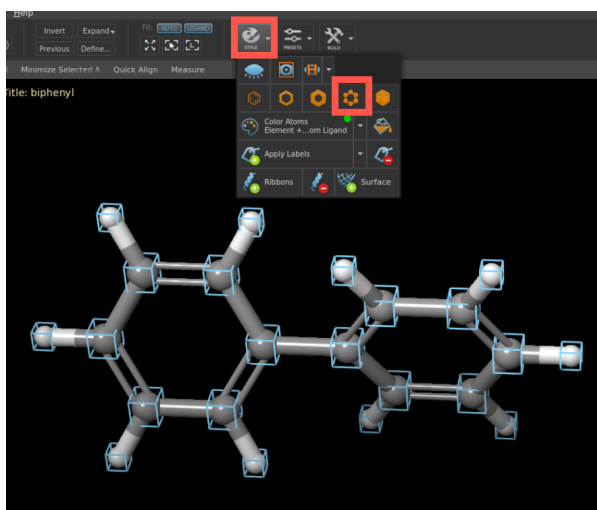 Help
Invert Expand Fit: AUTO LIGAND
Previous Define... STYLE PRESETS BUILD
Minimize Selected Quick Align Measure
Title: biphenyl
Color Atoms
Element +...om Ligand
Apply Labels
Ribbons Surface